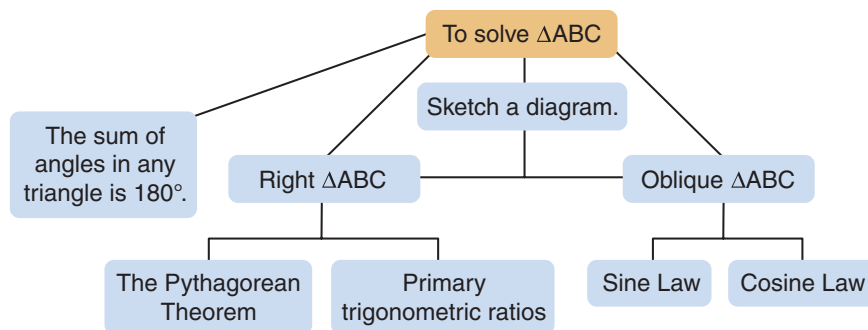 To solve ΔABC
Sketch a diagram.
The sum of
angles in any
triangle is 180°.
Right ΔABC
Oblique ΔABC
The Pythagorean
Theorem
Primary
trigonometric ratios
Sine Law
Cosine Law